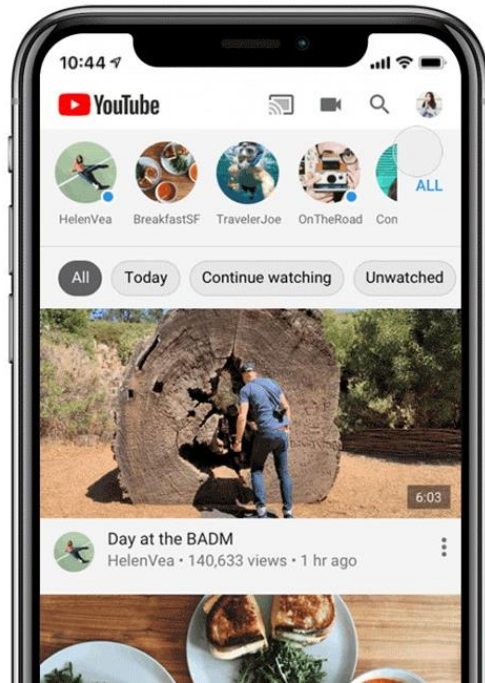 10:44
YouTube
ALL
HelenVea BreakfastSF TravelerJoe OnTheRoad Con
All Today Continue watching Unwatched
6:03
Day at the BADM
HelenVea • 140,633 views • 1 hr ago